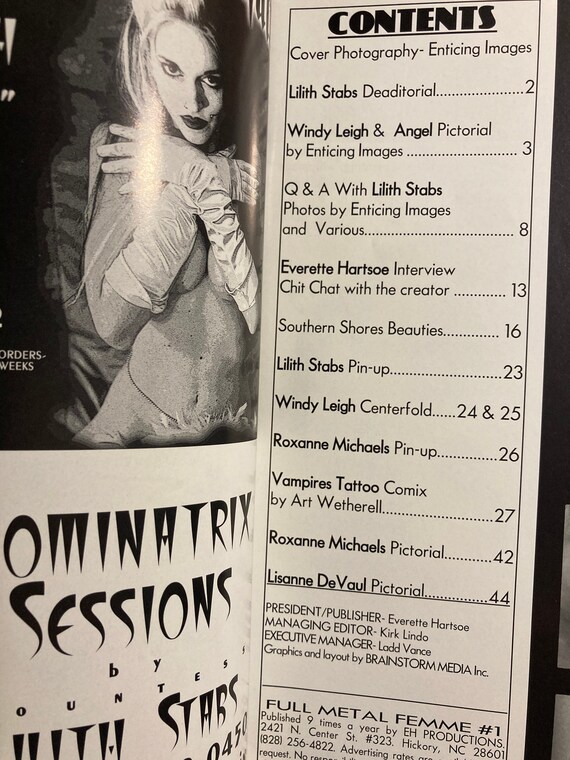 ORDERS-
WEEKS
OMINATRIX
SESSIONS
by
OUNTESS
LILITH STABS
0450
CONTENTS
Cover Photography- Enticing Images
Lilith Stabs Deaditorial....................2
Windy Leigh & Angel Pictorial
by Enticing Images ......................... 3
Q & A With Lilith Stabs
Photos by Enticing Images
and Various..................................... 8
Everette Hartsoe Interview
Chit Chat with the creator ............ 13
Southern Shores Beauties............. 16
Lilith Stabs Pin-up..........................23
Windy Leigh Centerfold......24 & 25
Roxanne Michaels Pin-up..............26
Vampires Tattoo Comix
by Art Wetherell..........................27
Roxanne Michaels Pictorial............42
Lisanne DeVaul Pictorial...............44
PRESIDENT/PUBLISHER- Everette Hartsoe
MANAGING EDITOR- Kirk Lindo
EXECUTIVE MANAGER- Ladd Vance
Graphics and layout by BRAINSTORM MEDIA Inc.
FULL METAL FEMME #1
Published 9 times a year by EH PRODUCTIONS.
2421 N. Center St. #323. Hickory, NC 28601
(828) 256-4822. Advertising rates are
request. No